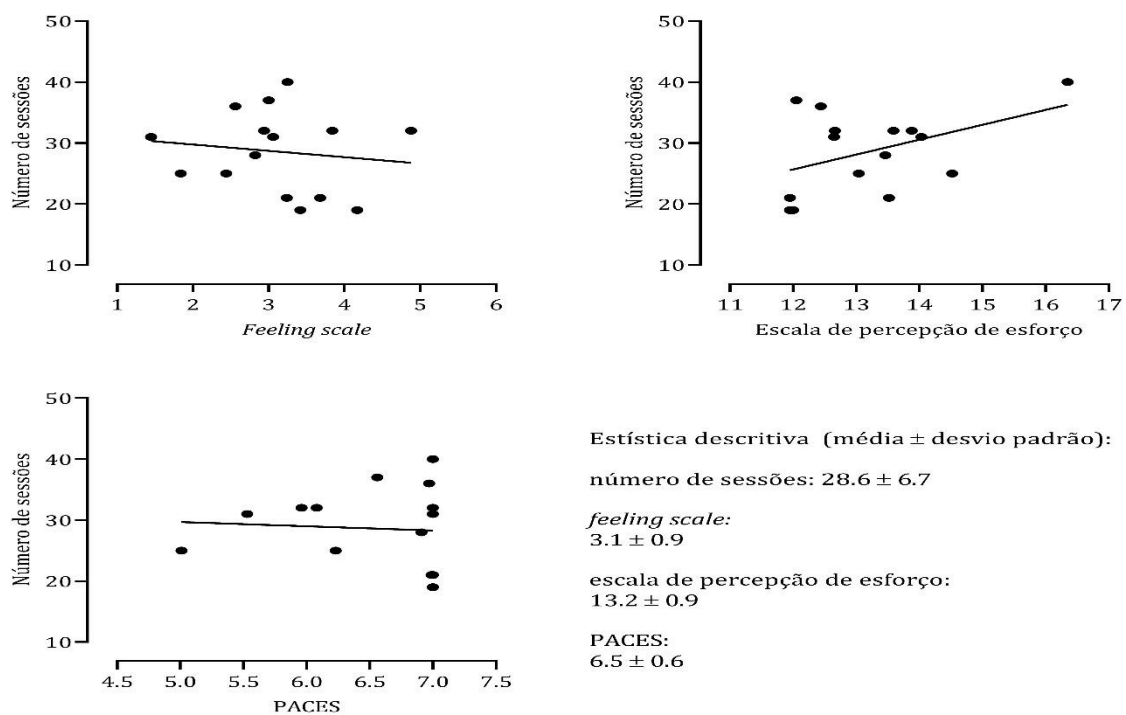 50
40
30
20
10
Número de sessões
1 2 3 4 5 6
Feeling scale
50
40
30
20
10
Número de sessões
11 12 13 14 15 16 17
Escala de percepção de esforço
50
40
30
20
10
Número de sessões
4.5 5.0 5.5 6.0 6.5 7.0 7.5
PACES
Estística descritiva (média ± desvio padrão):
número de sessões: 28.6 ± 6.7
feeling scale:
3.1 ± 0.9
escala de percepção de esforço:
13.2 ± 0.9
PACES:
6.5 ± 0.6